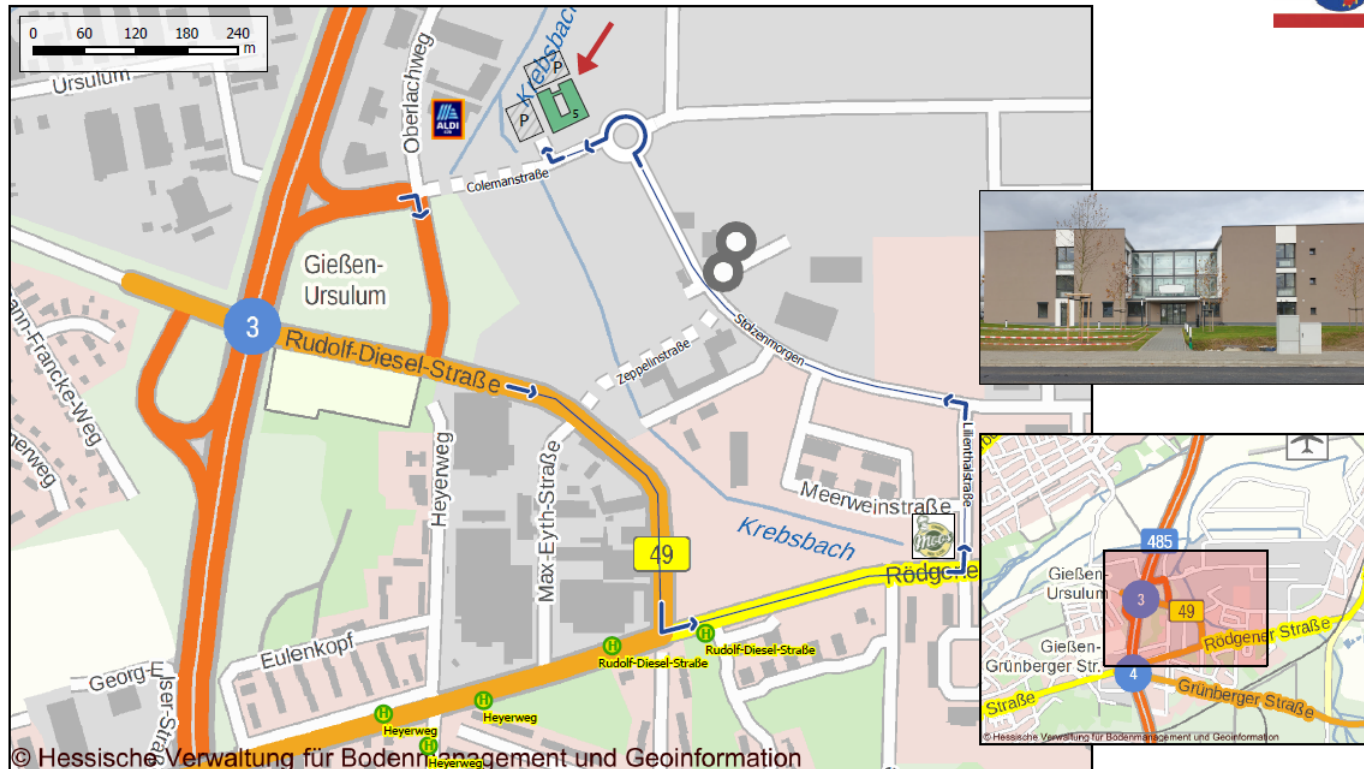 0 60 120 180 240
m
Ursulum
Oberlachweg
Krebsbach
P
P
5
ALDI
Colemanstraße
Gießen-
Ursulum
3
Rudolf-Diesel-Straße
Stolzenmorgen
Zeppelinstraße
Lilienthalstraße
Heyerweg
Max-Eyth-Straße
Meerweinstraße
Krebsbach
49
Rödgene
Eulenkopf
Rudolf-Diesel-Straße
Rudolf-Diesel-Straße
H
H
H
H
H
Heyerweg
Heyerweg
Heyerweg
© Hessische Verwaltung für Bodenmanagement und Geoinformation
485
Gießen-
Ursulum
3
49
Gießen-
Grünberger Str.
Rödgener Straße
4
Straße
Grünberger Straße
© Hessische Verwaltung für Bodenmanagement und Geoinformation